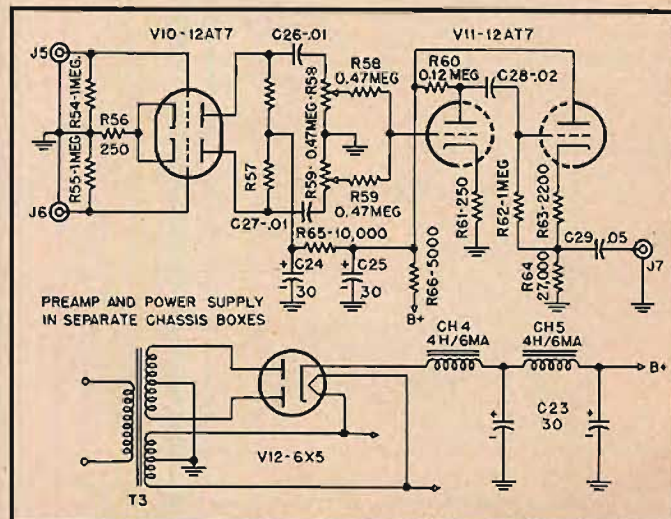 V10-12AT7
C26-.01
V11-12AT7
J5
R54-1MEG.
R58
0.47MEG
R60
0.12MEG
C28-.02
R56
250
0.47MEG-R58
R55-1MEG
R57
R59-
R59
0.47MEG
J6
C27-.01
R61-250
R62-1MEG
R63-2200
R65-10,000
C29 .05
J7
+ C24
- 30
+ C25
- 30
R66-5000
R64
27,000
B+
PREAMP AND POWER SUPPLY
IN SEPARATE CHASSIS BOXES
CH4
4H/6MA
CH5
4H/6MA
B+
+
-
C23
30
+
-
V12-6X5
T3